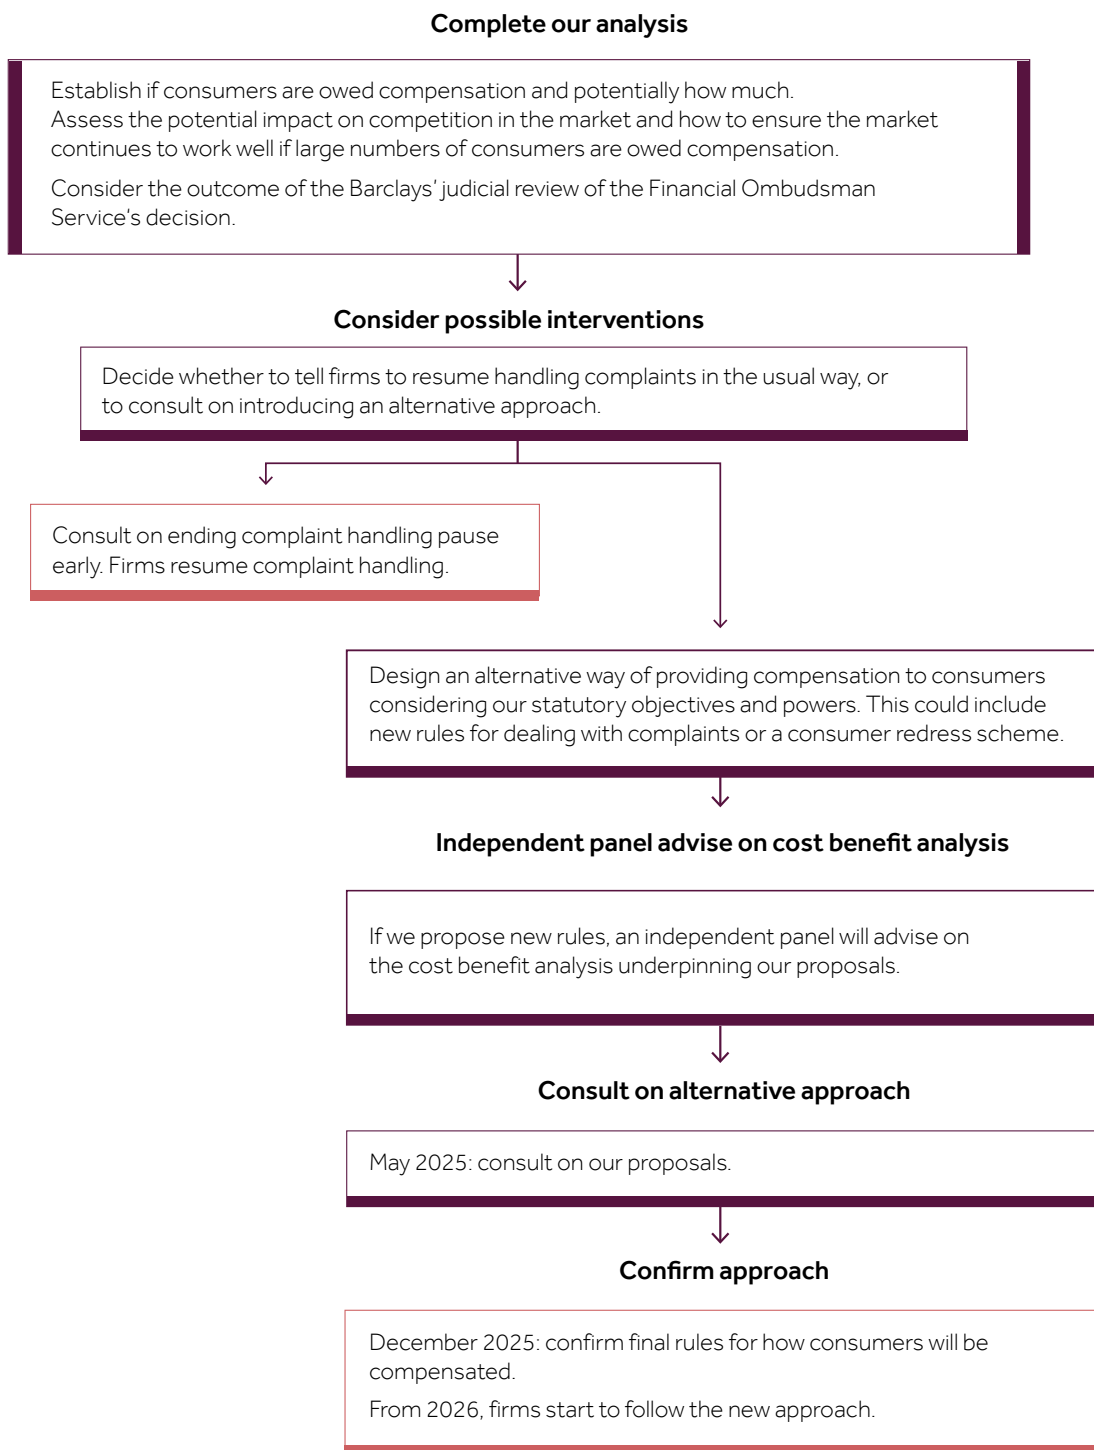 Complete our analysis
Establish if consumers are owed compensation and potentially how much.
Assess the potential impact on competition in the market and how to ensure the market
continues to work well if large numbers of consumers are owed compensation.
Consider the outcome of the Barclays’ judicial review of the Financial Ombudsman
Service’s decision.
Consider possible interventions
Decide whether to tell firms to resume handling complaints in the usual way, or
to consult on introducing an alternative approach.
Consult on ending complaint handling pause
early. Firms resume complaint handling.
Design an alternative way of providing compensation to consumers
considering our statutory objectives and powers. This could include
new rules for dealing with complaints or a consumer redress scheme.
Independent panel advise on cost benefit analysis
If we propose new rules, an independent panel will advise on
the cost benefit analysis underpinning our proposals.
Consult on alternative approach
May 2025: consult on our proposals.
Confirm approach
December 2025: confirm final rules for how consumers will be
compensated.
From 2026, firms start to follow the new approach.